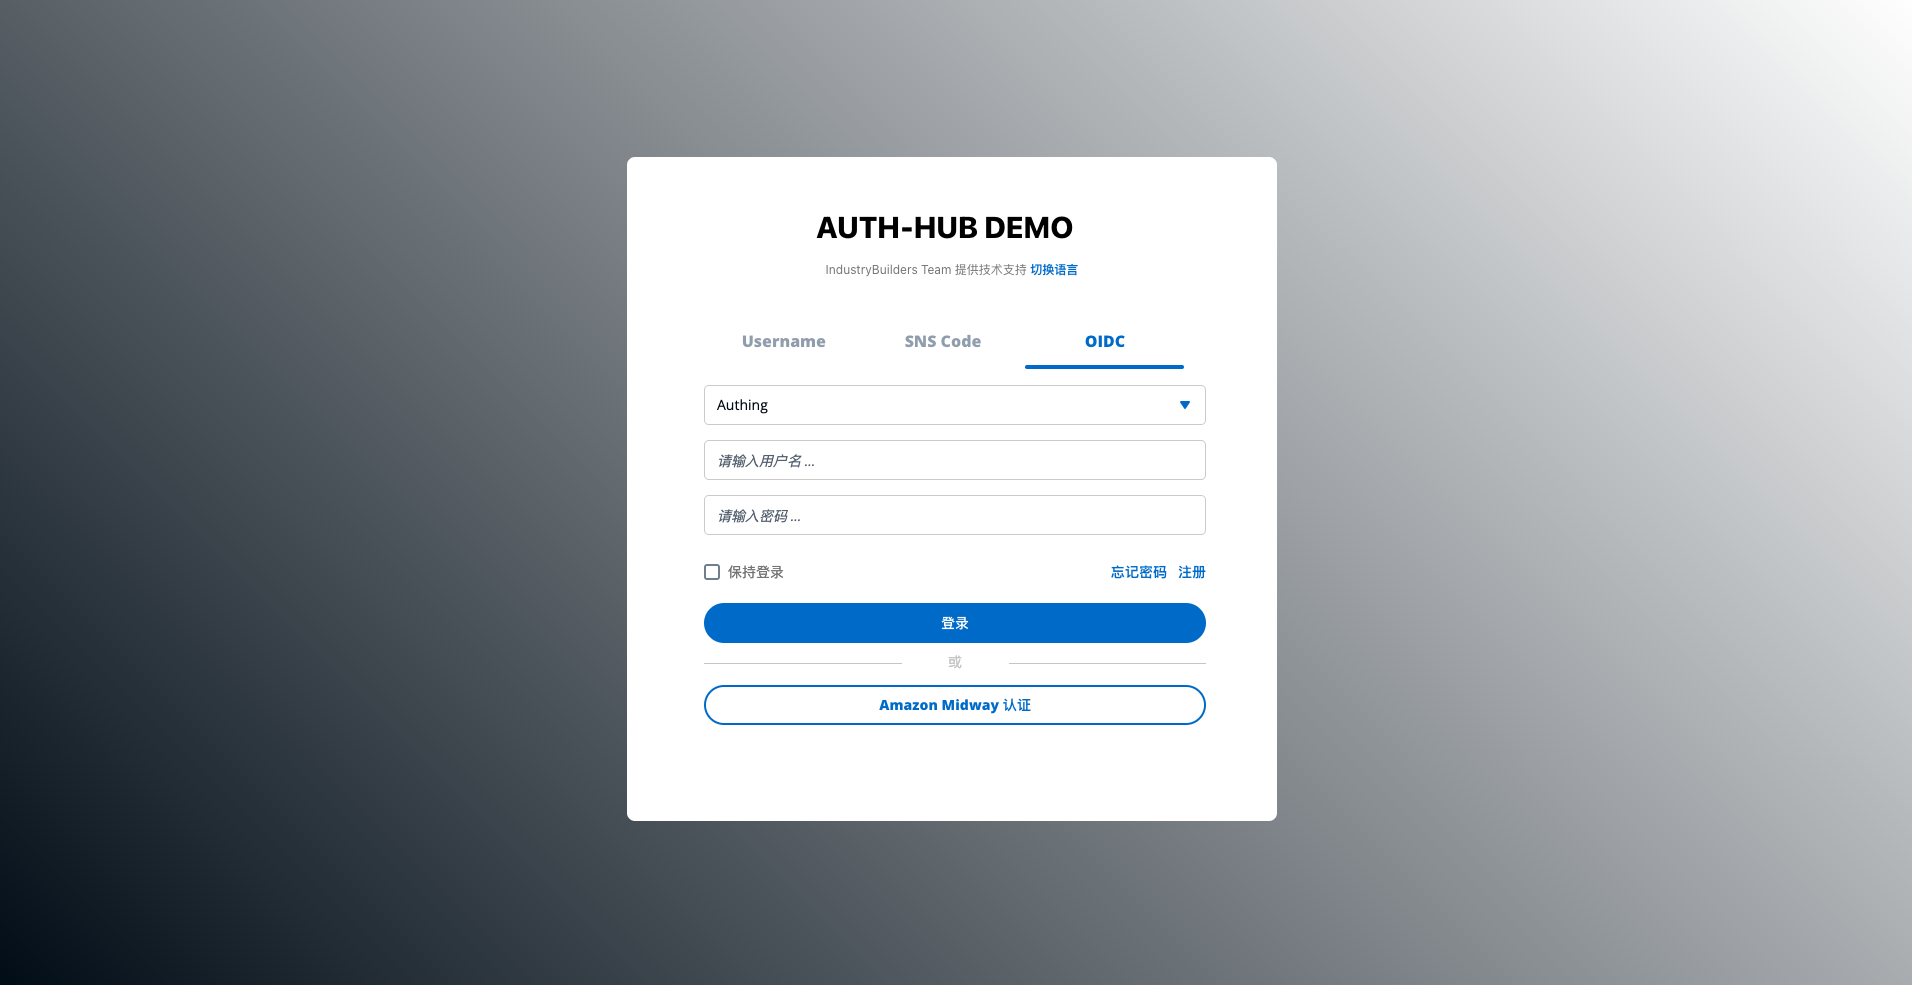 AUTH-HUB DEMO
IndustryBuilders Team 提供技术支持 切换语言
Username SNS Code OIDC
Authing
请输入用户名 ...
请输入密码 ...
保持登录 忘记密码 注册
登录
或
Amazon Midway 认证